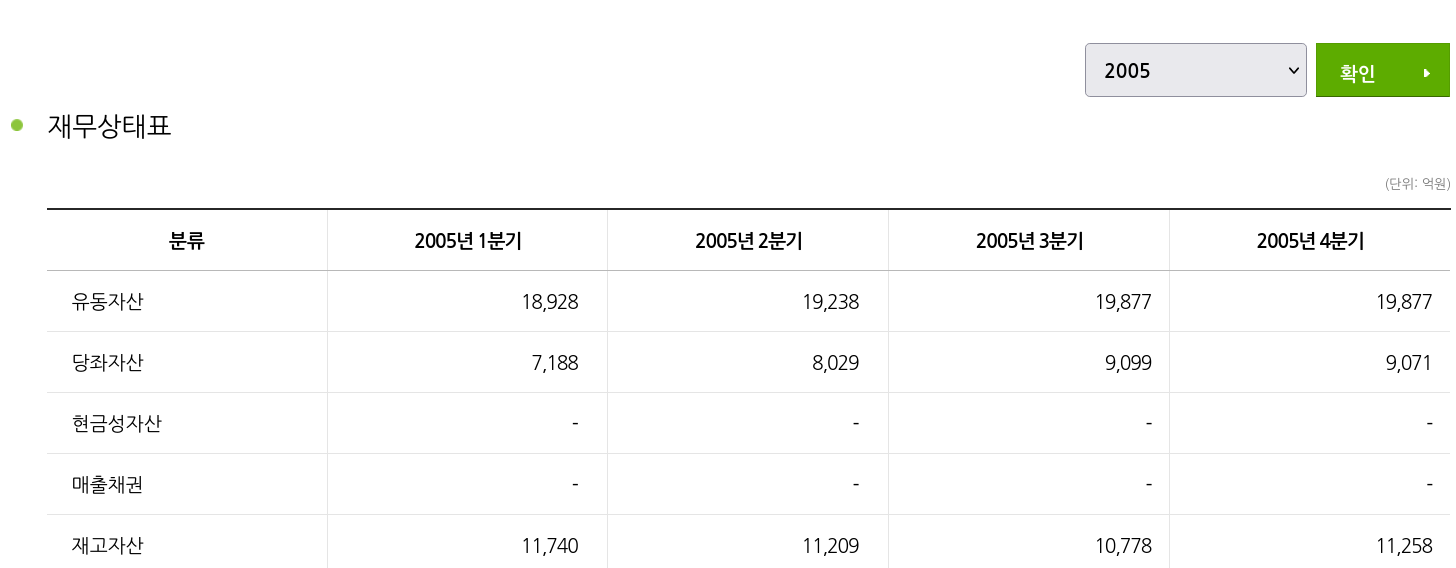 2005 확인
재무상태표
(단위: 억원)
분류 2005년 1분기 2005년 2분기 2005년 3분기 2005년 4분기
유동자산 18,928 19,238 19,877 19,877
당좌자산 7,188 8,029 9,099 9,071
현금성자산 - - - -
매출채권 - - - -
재고자산 11,740 11,209 10,778 11,258